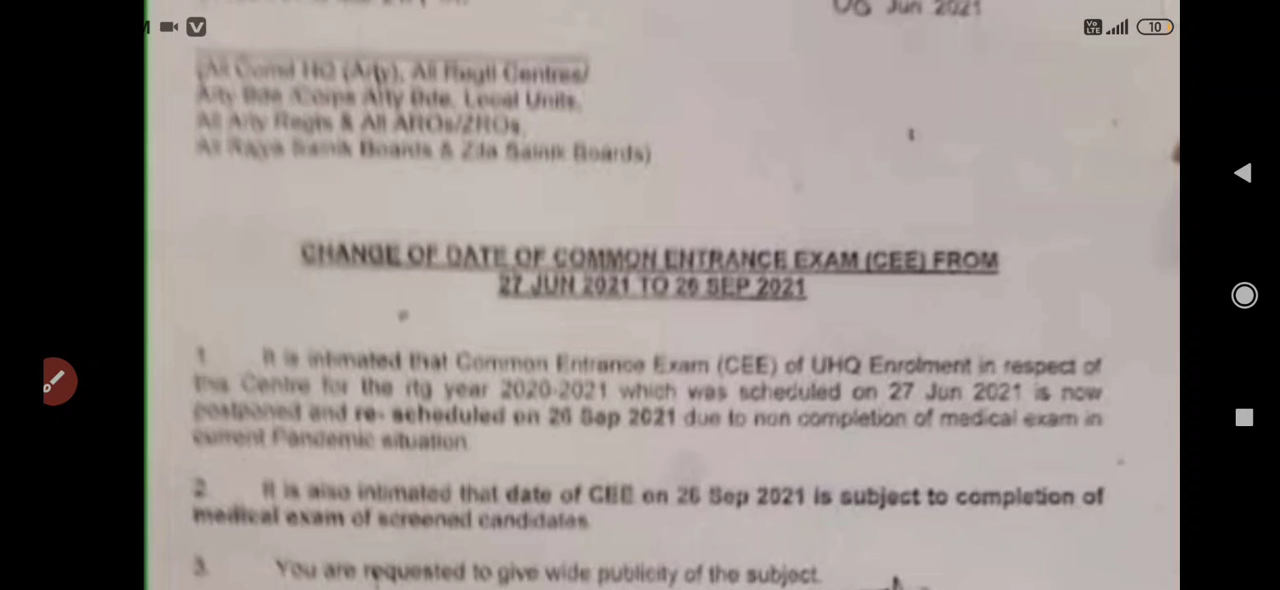 06 Jun 2021
Vo LTE
10
(All Comd HQ (Arty), All Regtl Centres/
Arty Bde /Corps Arty Bde, Local Units,
All Arty Regts & All AROs/ZROs,
All Rajya Sainik Boards & Zila Sainik Boards)
CHANGE OF DATE OF COMMON ENTRANCE EXAM (CEE) FROM
27 JUN 2021 TO 26 SEP 2021
1. It is intimated that Common Entrance Exam (CEE) of UHQ Enrolment in respect of
this Centre for the rtg year 2020-2021 which was scheduled on 27 Jun 2021 is now
postponed and re- scheduled on 26 Sep 2021 due to non completion of medical exam in
current Pandemic situation.
2. It is also intimated that date of CEE on 26 Sep 2021 is subject to completion of
medical exam of screened candidates.
3. You are requested to give wide publicity of the subject.